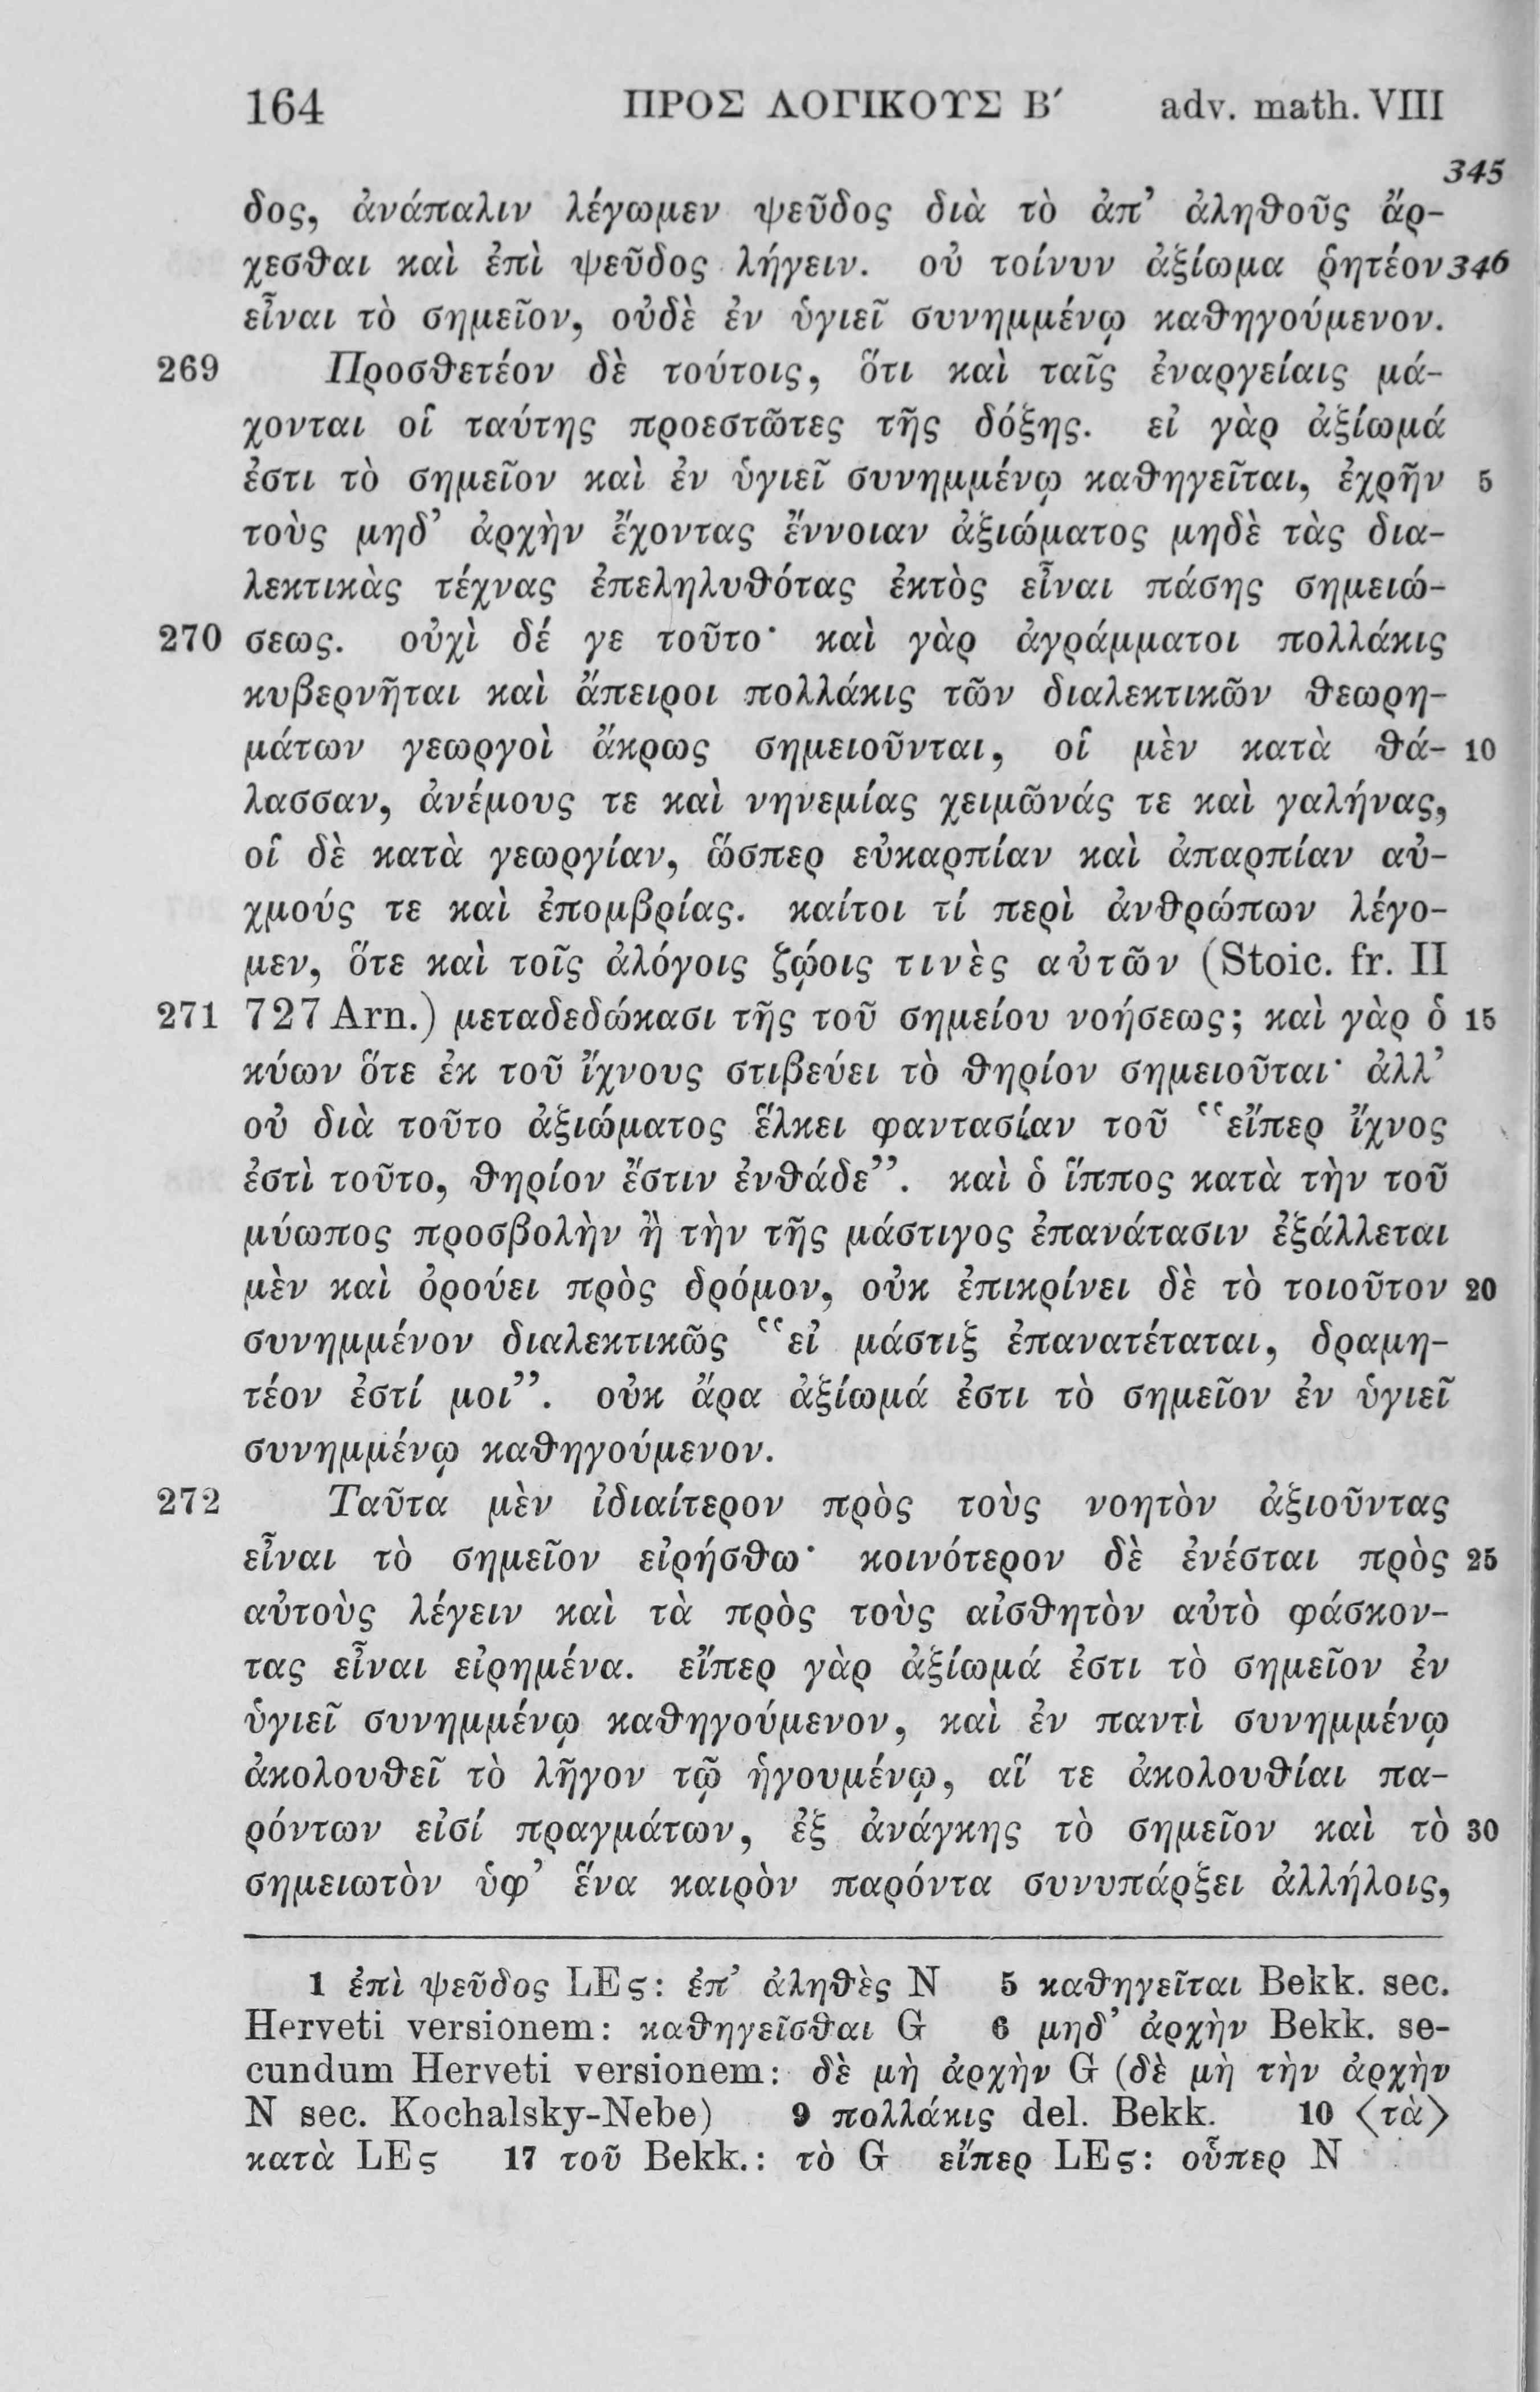 164 ΠΡΟΣ ΛΟΓΙΚΟΥΣ Β΄ adv. math. VIII
345
δος, ἀνάπαλιν λέγωμεν ψεῦδος διὰ τὸ ἀπ’ ἀληθοῦς ἄρ-
χεσθαι καὶ ἐπὶ ψεῦδος λήγειν. οὐ τοίνυν ἀξίωμα ῥητέον 346
εἶναι τὸ σημεῖον, οὐδὲ ἐν ὑγιεῖ συνημμένῳ καθηγούμενον.
269 Προσθετέον δὲ τούτοις, ὅτι καὶ ταῖς ἐναργείαις μά-
χονται οἱ ταύτης προεστῶτες τῆς δόξης. εἰ γὰρ ἀξίωμά
ἐστι τὸ σημεῖον καὶ ἐν ὑγιεῖ συνημμένῳ καθηγεῖται, ἐχρῆν 5
τοὺς μηδ’ ἀρχὴν ἔχοντας ἔννοιαν ἀξιώματος μηδὲ τὰς δια-
λεκτικὰς τέχνας ἐπεληλυθότας ἐκτὸς εἶναι πάσης σημειώ-
270 σεως. οὐχὶ δέ γε τοῦτο· καὶ γὰρ ἀγράμματοι πολλάκις
κυβερνῆται καὶ ἄπειροι πολλάκις τῶν διαλεκτικῶν θεωρη-
μάτων γεωργοὶ ἄκρως σημειοῦνται, οἱ μὲν κατὰ θά- 10
λασσαν, ἀνέμους τε καὶ νηνεμίας χειμῶνάς τε καὶ γαλήνας,
οἱ δὲ κατὰ γεωργίαν, ὥσπερ εὐκαρπίαν καὶ ἀπαρπίαν αὐ-
χμούς τε καὶ ἐπομβρίας. καίτοι τί περὶ ἀνθρώπων λέγο-
μεν, ὅτε καὶ τοῖς ἀλόγοις ζῴοις τινὲς αὐτῶν (Stoic. fr. II
271 727 Arn.) μεταδεδώκασι τῆς τοῦ σημείου νοήσεως; καὶ γὰρ ὁ 15
κύων ὅτε ἐκ τοῦ ἴχνους στιβεύει τὸ θηρίον σημειοῦται· ἀλλ’
οὐ διὰ τοῦτο ἀξιώματος ἕλκει φαντασίαν τοῦ “εἴπερ ἴχνος
ἐστὶ τοῦτο, θηρίον ἔστιν ἐνθάδε”. καὶ ὁ ἵππος κατὰ τὴν τοῦ
μύωπος προσβολὴν ἢ τὴν τῆς μάστιγος ἐπανάτασιν ἐξάλλεται
μὲν καὶ ὀρούει πρὸς δρόμον, οὐκ ἐπικρίνει δὲ τὸ τοιοῦτον 20
συνημμένον διαλεκτικῶς “εἰ μάστιξ ἐπανατέταται, δραμη-
τέον ἐστί μοι”. οὐκ ἄρα ἀξίωμά ἐστι τὸ σημεῖον ἐν ὑγιεῖ
συνημμένῳ καθηγούμενον.
272 Ταῦτα μὲν ἰδιαίτερον πρὸς τοὺς νοητὸν ἀξιοῦντας
εἶναι τὸ σημεῖον εἰρήσθω· κοινότερον δὲ ἐνέσται πρὸς 25
αὐτοὺς λέγειν καὶ τὰ πρὸς τοὺς αἰσθητὸν αὐτὸ φάσκον-
τας εἶναι εἰρημένα. εἴπερ γὰρ ἀξίωμά ἐστι τὸ σημεῖον ἐν
ὑγιεῖ συνημμένῳ καθηγούμενον, καὶ ἐν παντὶ συνημμένῳ
ἀκολουθεῖ τὸ λῆγον τῷ ἡγουμένῳ, αἵ τε ἀκολουθίαι πα-
ρόντων εἰσί πραγμάτων, ἐξ ἀνάγκης τὸ σημεῖον καὶ τὸ 30
σημειωτὸν ὑφ’ ἕνα καιρὸν παρόντα συνυπάρξει ἀλλήλοις,
1 ἐπὶ ψεῦδος LEς: ἐπ’ ἀληθὲς N 5 καθηγεῖται Bekk. sec.
Herveti versionem: καθηγεῖσθαι G 6 μηδ’ ἀρχὴν Bekk. se-
cundum Herveti versionem: δὲ μὴ ἀρχὴν G (δὲ μὴ τὴν ἀρχὴν
N sec. Kochalsky-Nebe) 9 πολλάκις del. Bekk. 10 ⟨τὰ⟩
κατὰ LEς 17 τοῦ Bekk.: τὸ G εἴπερ LEς: οὗπερ N